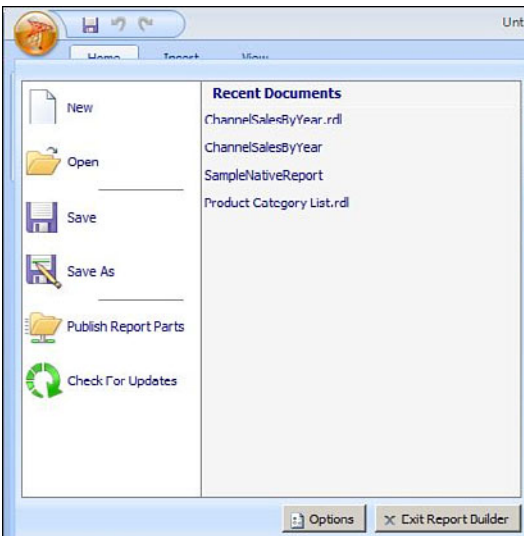 Unt
Home Insert View
Recent Documents
New
ChannelSalesByYear.rdl
ChannelSalesByYear
Open
SampleNativeReport
Product Category List.rdl
Save
Save As
Publish Report Parts
Check For Updates
Options
Exit Report Builder